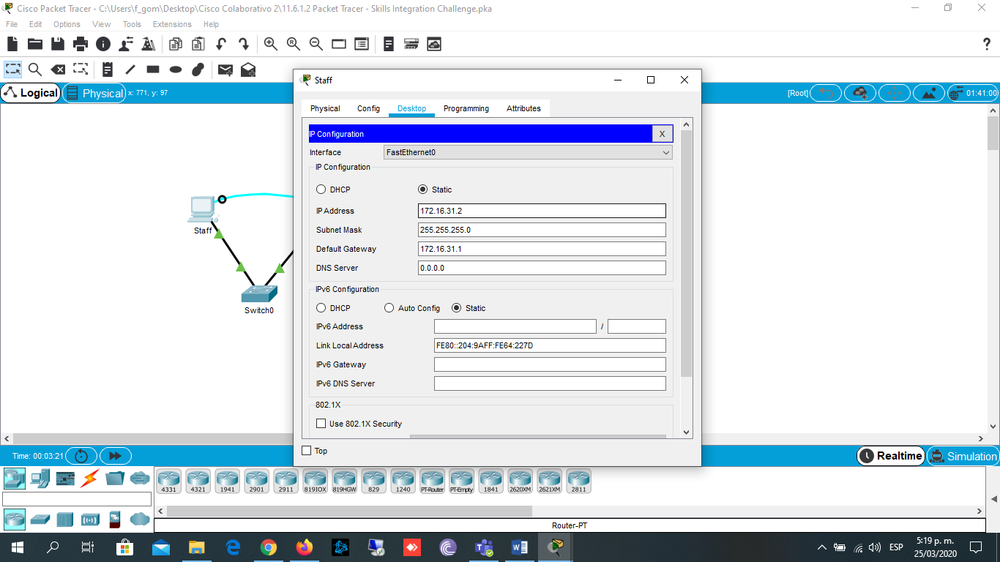 Cisco Packet Tracer - C:\Users\f_gom\Desktop\Cisco Colaborativo 2\11.6.1.2 Packet Tracer - Skills Integration Challenge.pka
File Edit Options View Tools Extensions Help
?
Logical Physical x: 771, y: 97 [Root] 01:41:00
Staff
Physical Config Desktop Programming Attributes
IP Configuration X
Interface FastEthernet0
IP Configuration
DHCP Static
IP Address 172.16.31.2
Subnet Mask 255.255.255.0
Default Gateway 172.16.31.1
DNS Server 0.0.0.0
IPv6 Configuration
DHCP Auto Config Static
IPv6 Address /
Link Local Address FE80::204:9AFF:FE64:227D
IPv6 Gateway
IPv6 DNS Server
802.1X
Use 802.1X Security
Top
Staff
Switch0
Time: 00:03:21 Realtime Simulation
4331 4321 1941 2901 2911 819IOX 819HGW 829 1240 PT-Router PT-Empty 1841 2620XM 2621XM 2811
Router-PT
ESP 5:19 p. m.
25/03/2020